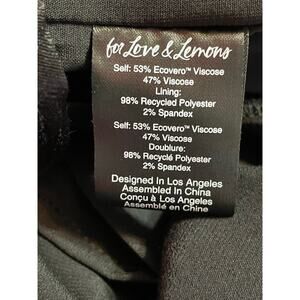 for Love & Lemons
Self: 53% Ecovero™ Viscose
47% Viscose
Lining:
98% Recycled Polyester
2% Spandex
Self: 53% Ecovero™ Viscose
47% Viscose
Doublure:
98% Recyclé Polyester
2% Spandex
Designed In Los Angeles
Assembled In China
Conçu à Los Angeles
Assemblé en Chine